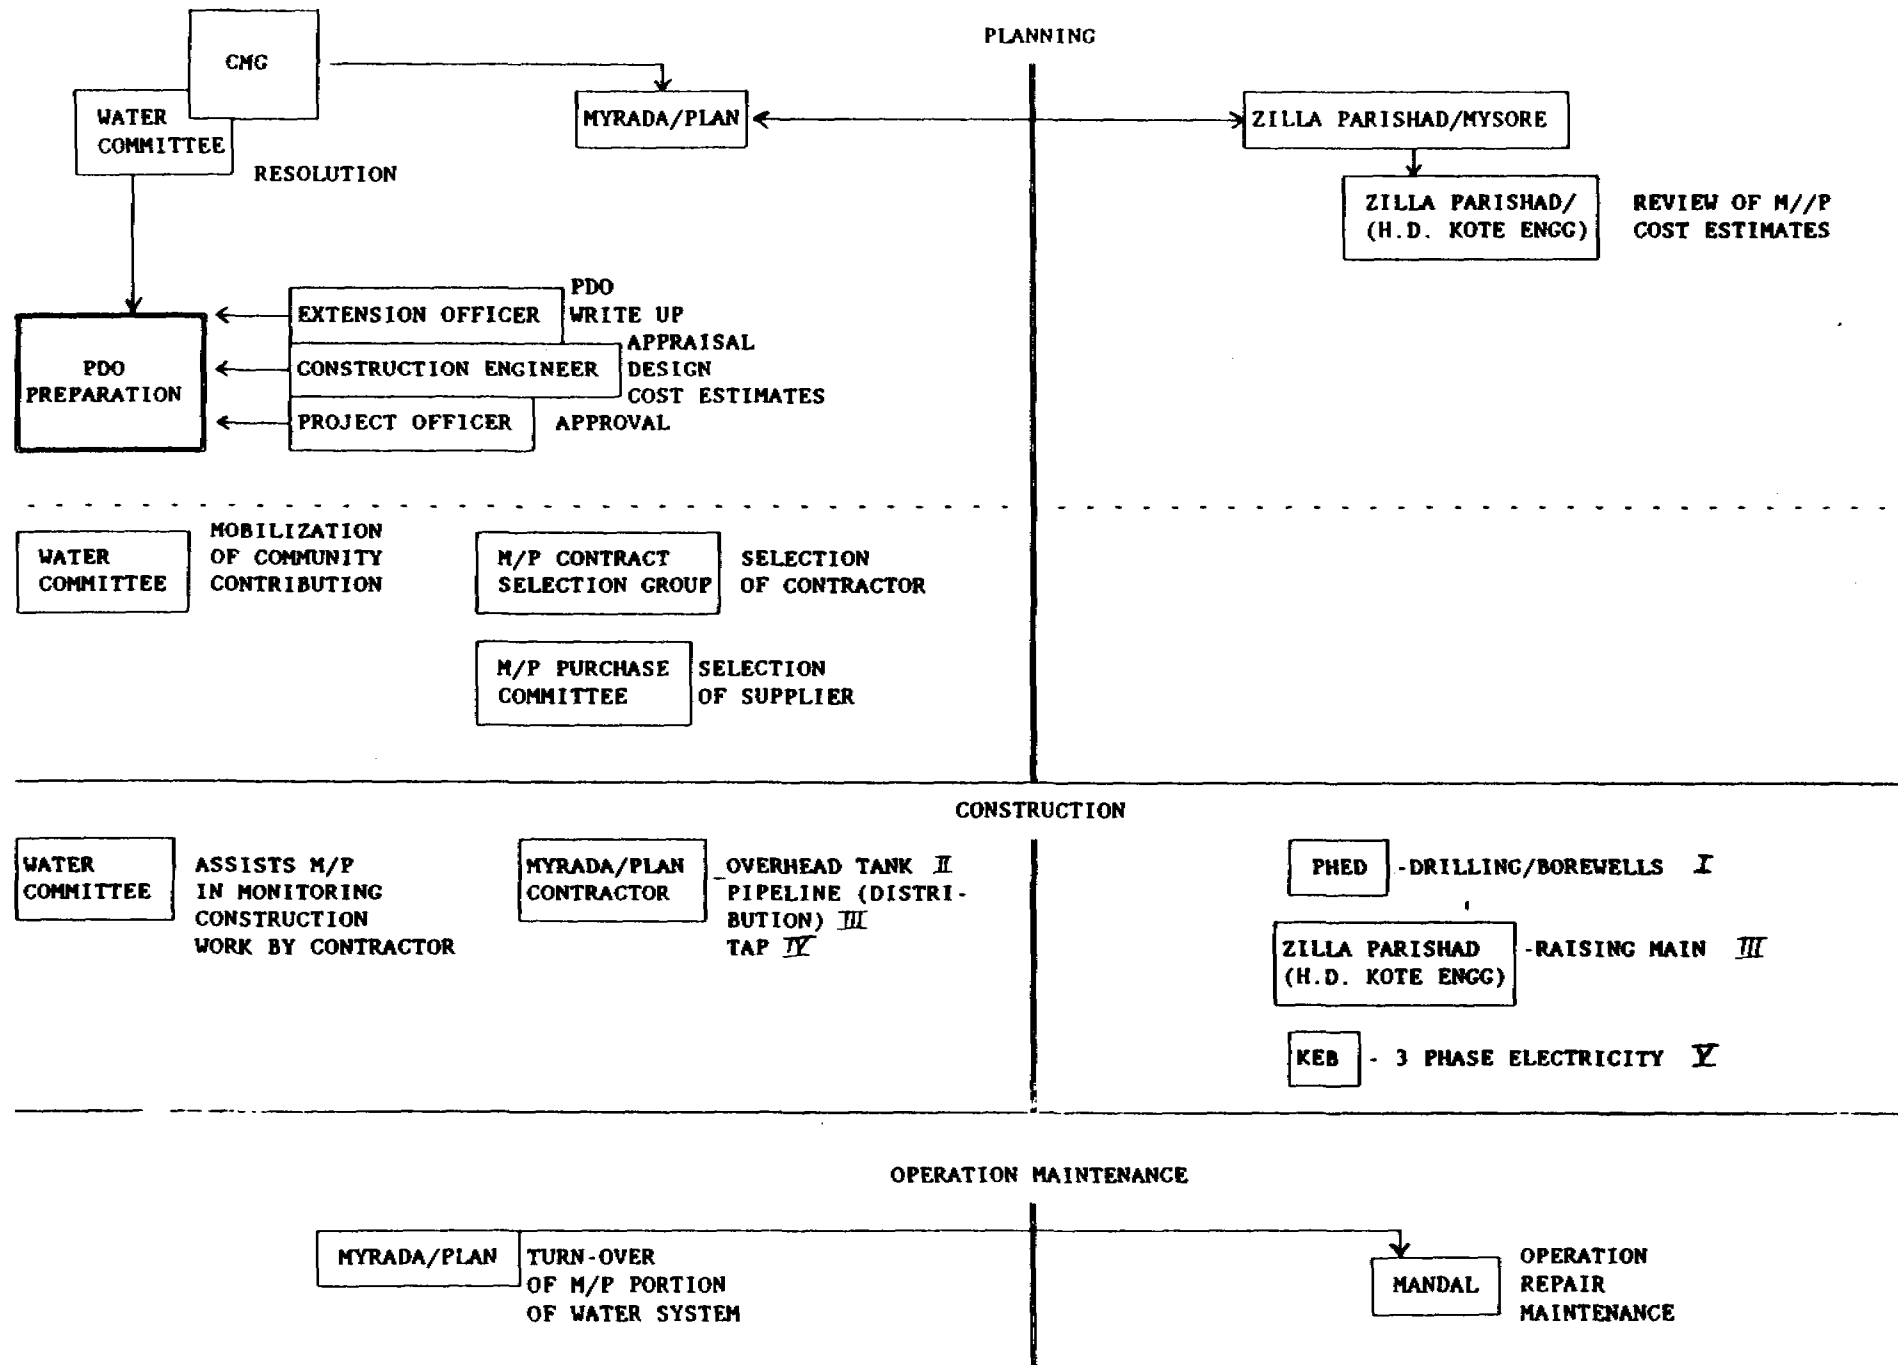 PLANNING
CMG
WATER
COMMITTEE
RESOLUTION
MYRADA/PLAN
ZILLA PARISHAD/MYSORE
ZILLA PARISHAD/
(H.D. KOTE ENGG)
REVIEW OF M//P
COST ESTIMATES
PDO
PREPARATION
EXTENSION OFFICER
PDO
WRITE UP
CONSTRUCTION ENGINEER
APPRAISAL
DESIGN
COST ESTIMATES
PROJECT OFFICER
APPROVAL
WATER
COMMITTEE
MOBILIZATION
OF COMMUNITY
CONTRIBUTION
M/P CONTRACT
SELECTION GROUP
SELECTION
OF CONTRACTOR
M/P PURCHASE
COMMITTEE
SELECTION
OF SUPPLIER
CONSTRUCTION
WATER
COMMITTEE
ASSISTS M/P
IN MONITORING
CONSTRUCTION
WORK BY CONTRACTOR
MYRADA/PLAN
CONTRACTOR
-OVERHEAD TANK II
PIPELINE (DISTRI-
BUTION) III
TAP IV
PHED -DRILLING/BOREWELLS I
ZILLA PARISHAD
(H.D. KOTE ENGG)
-RAISING MAIN III
KEB - 3 PHASE ELECTRICITY V
OPERATION MAINTENANCE
MYRADA/PLAN
TURN-OVER
OF M/P PORTION
OF WATER SYSTEM
MANDAL
OPERATION
REPAIR
MAINTENANCE